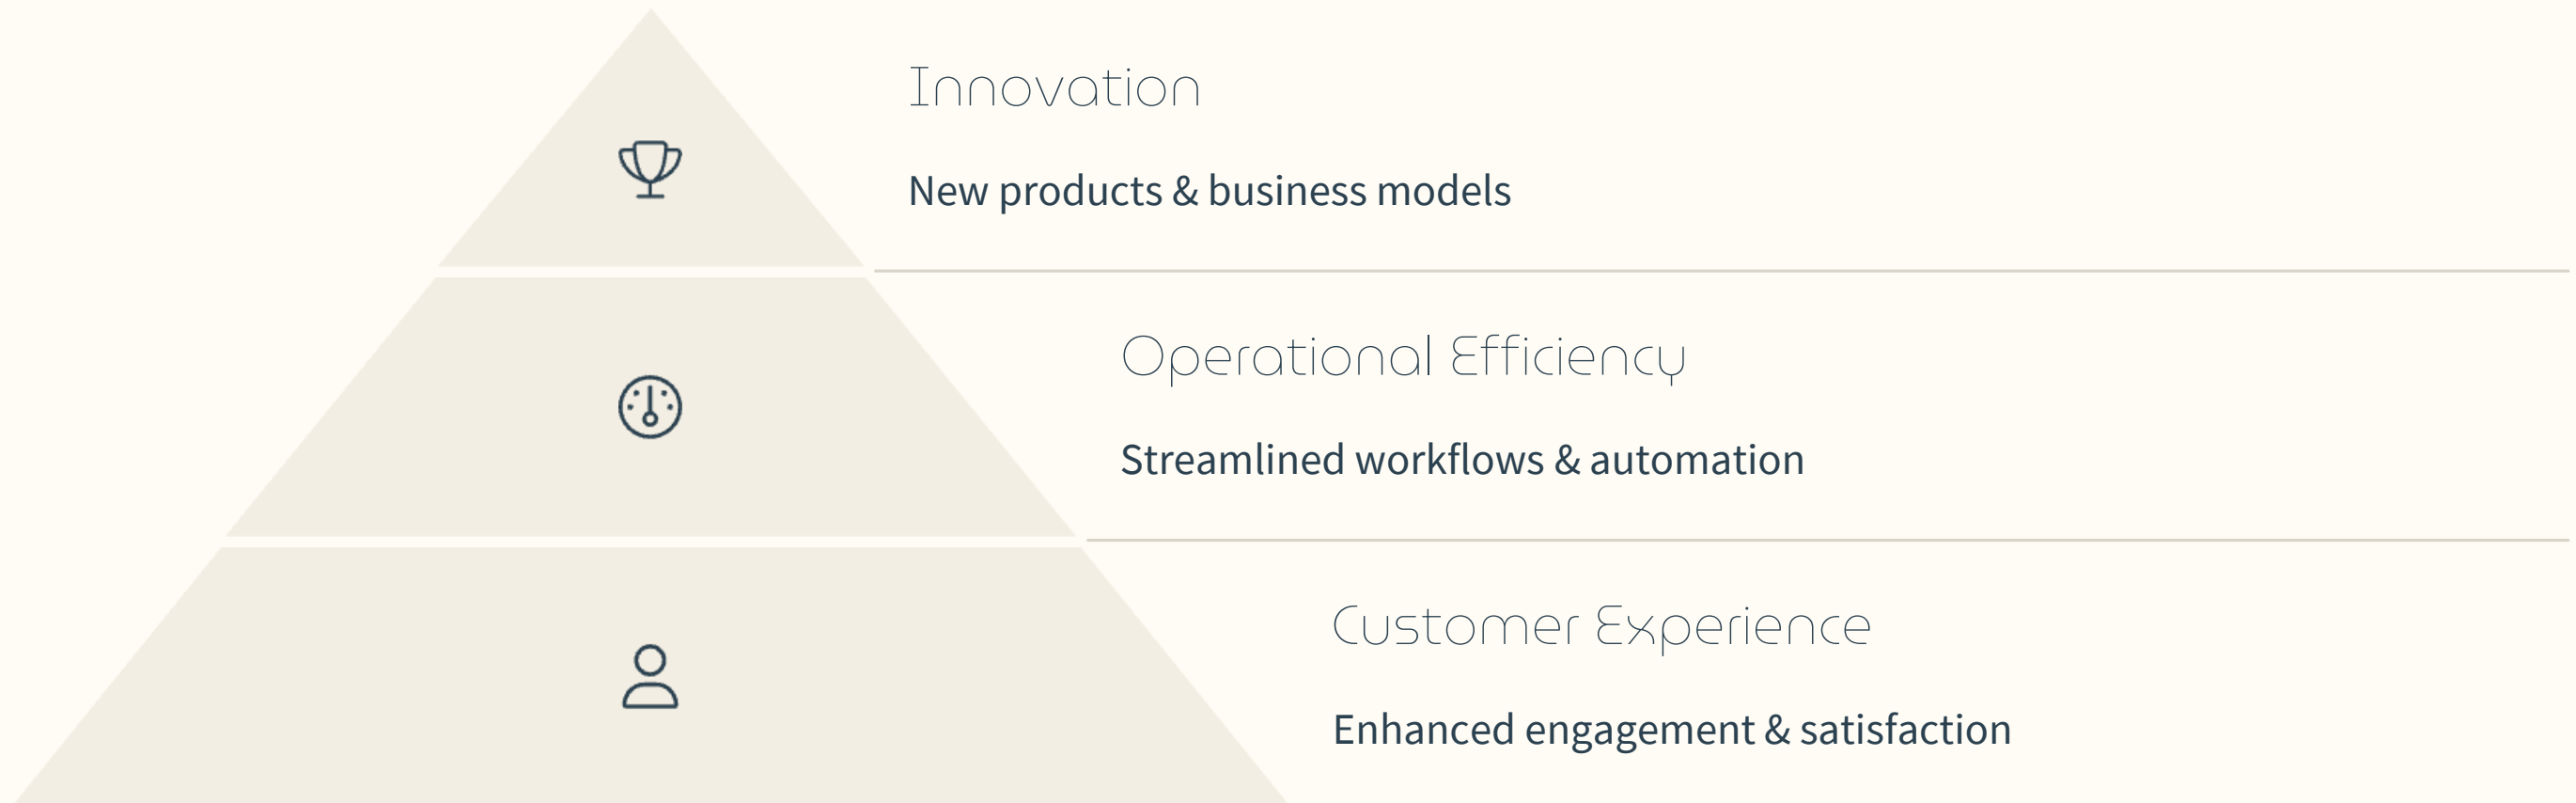 Innovation
New products & business models
Operational Efficiency
Streamlined workflows & automation
Customer Experience
Enhanced engagement & satisfaction